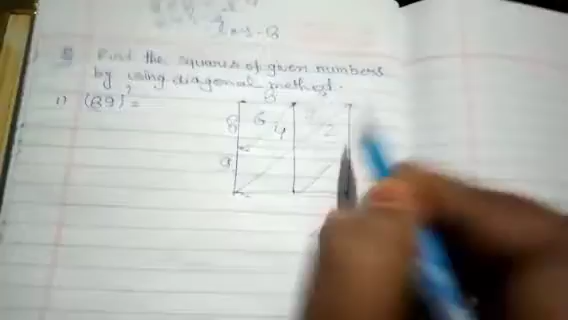 Find the squares of given numbers
by using diagonal method.
1) (89)² =
8
8 6 4 7 2
9